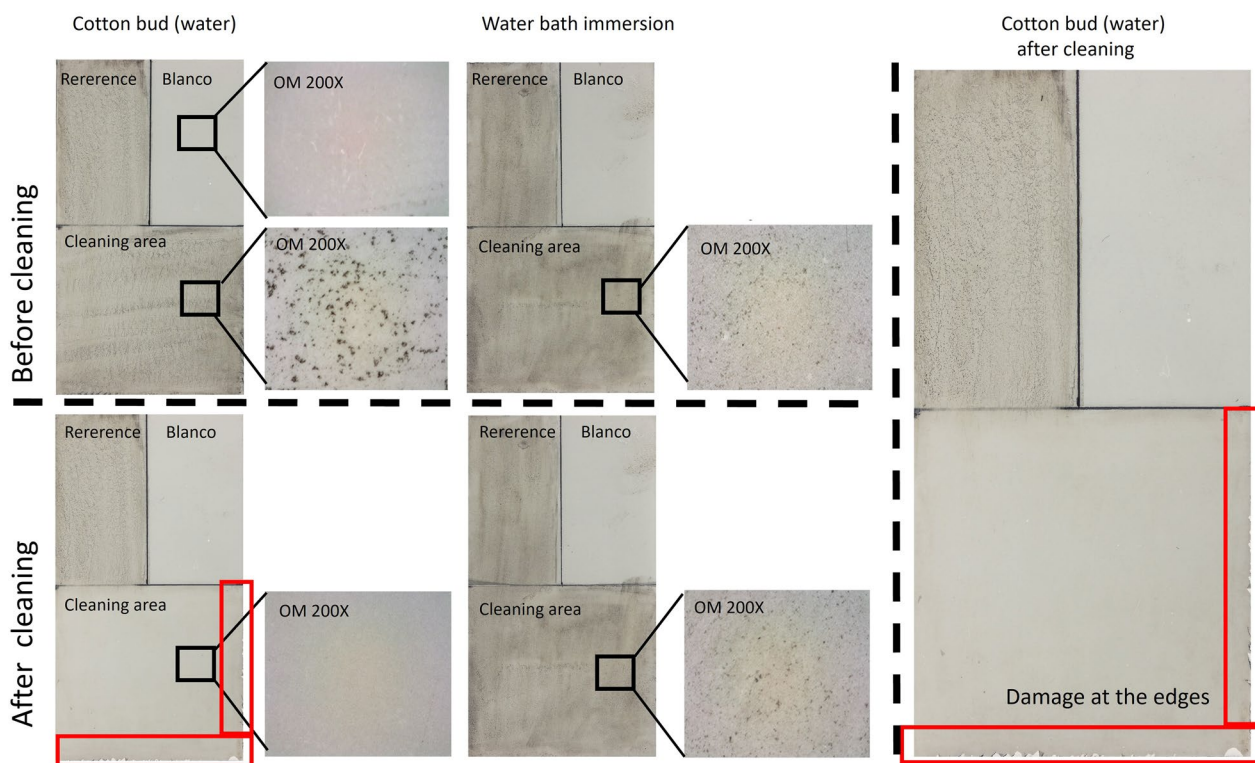 Cotton bud (water)
Water bath immersion
Cotton bud (water)
after cleaning
Before cleaning
Rererence
Blanco
OM 200X
Rererence
Blanco
Cleaning area
OM 200X
Cleaning area
OM 200X
After cleaning
Rererence
Blanco
Rererence
Blanco
Cleaning area
OM 200X
Cleaning area
OM 200X
Damage at the edges